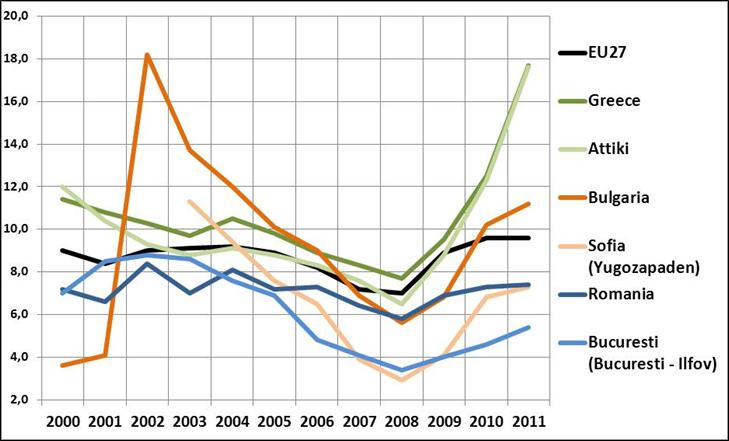 20,0
18,0
16,0
14,0
12,0
10,0
8,0
6,0
4,0
2,0
2000 2001 2002 2003 2004 2005 2006 2007 2008 2009 2010 2011
EU27
Greece
Attiki
Bulgaria
Sofia
(Yugozapaden)
Romania
Bucuresti
(Bucuresti - Ilfov)